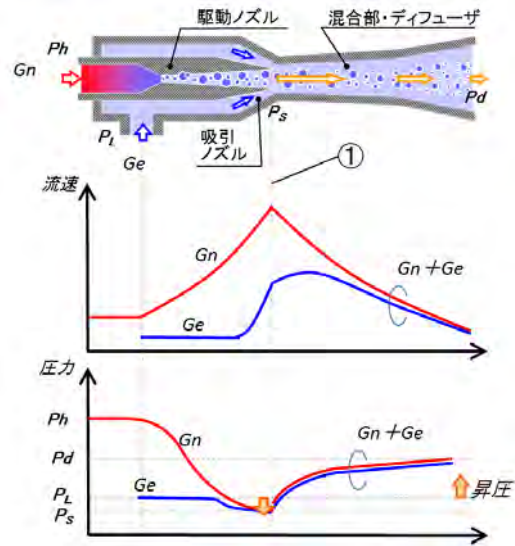 駆動ノズル
混合部・ディフューザ
Ph
Gn
Pd
PL
Ps
吸引
ノズル
Ge
①
流速
Gn
Gn＋Ge
Ge
圧力
Ph
Gn
Gn＋Ge
Pd
Ge
PL
昇圧
Ps